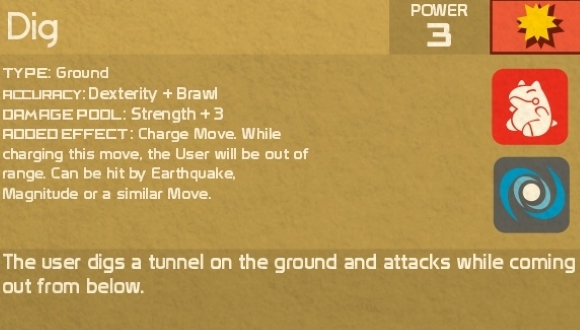 Dig
POWER
3
TYPE: Ground
ACCURACY: Dexterity + Brawl
DAMAGE POOL: Strength + 3
ADDED EFFECT: Charge Move. While
charging this move, the User will be out of
range. Can be hit by Earthquake,
Magnitude or a similar Move.
The user digs a tunnel on the ground and attacks while coming
out from below.